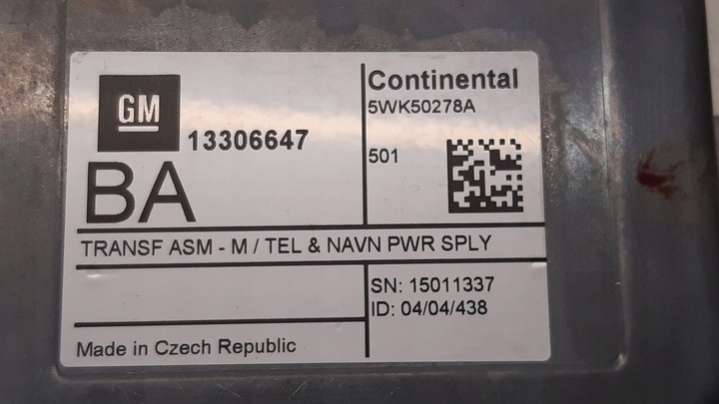 GM
13306647
BA
Continental
5WK50278A
501
TRANSF ASM - M / TEL & NAVN PWR SPLY
SN: 15011337
ID: 04/04/438
Made in Czech Republic